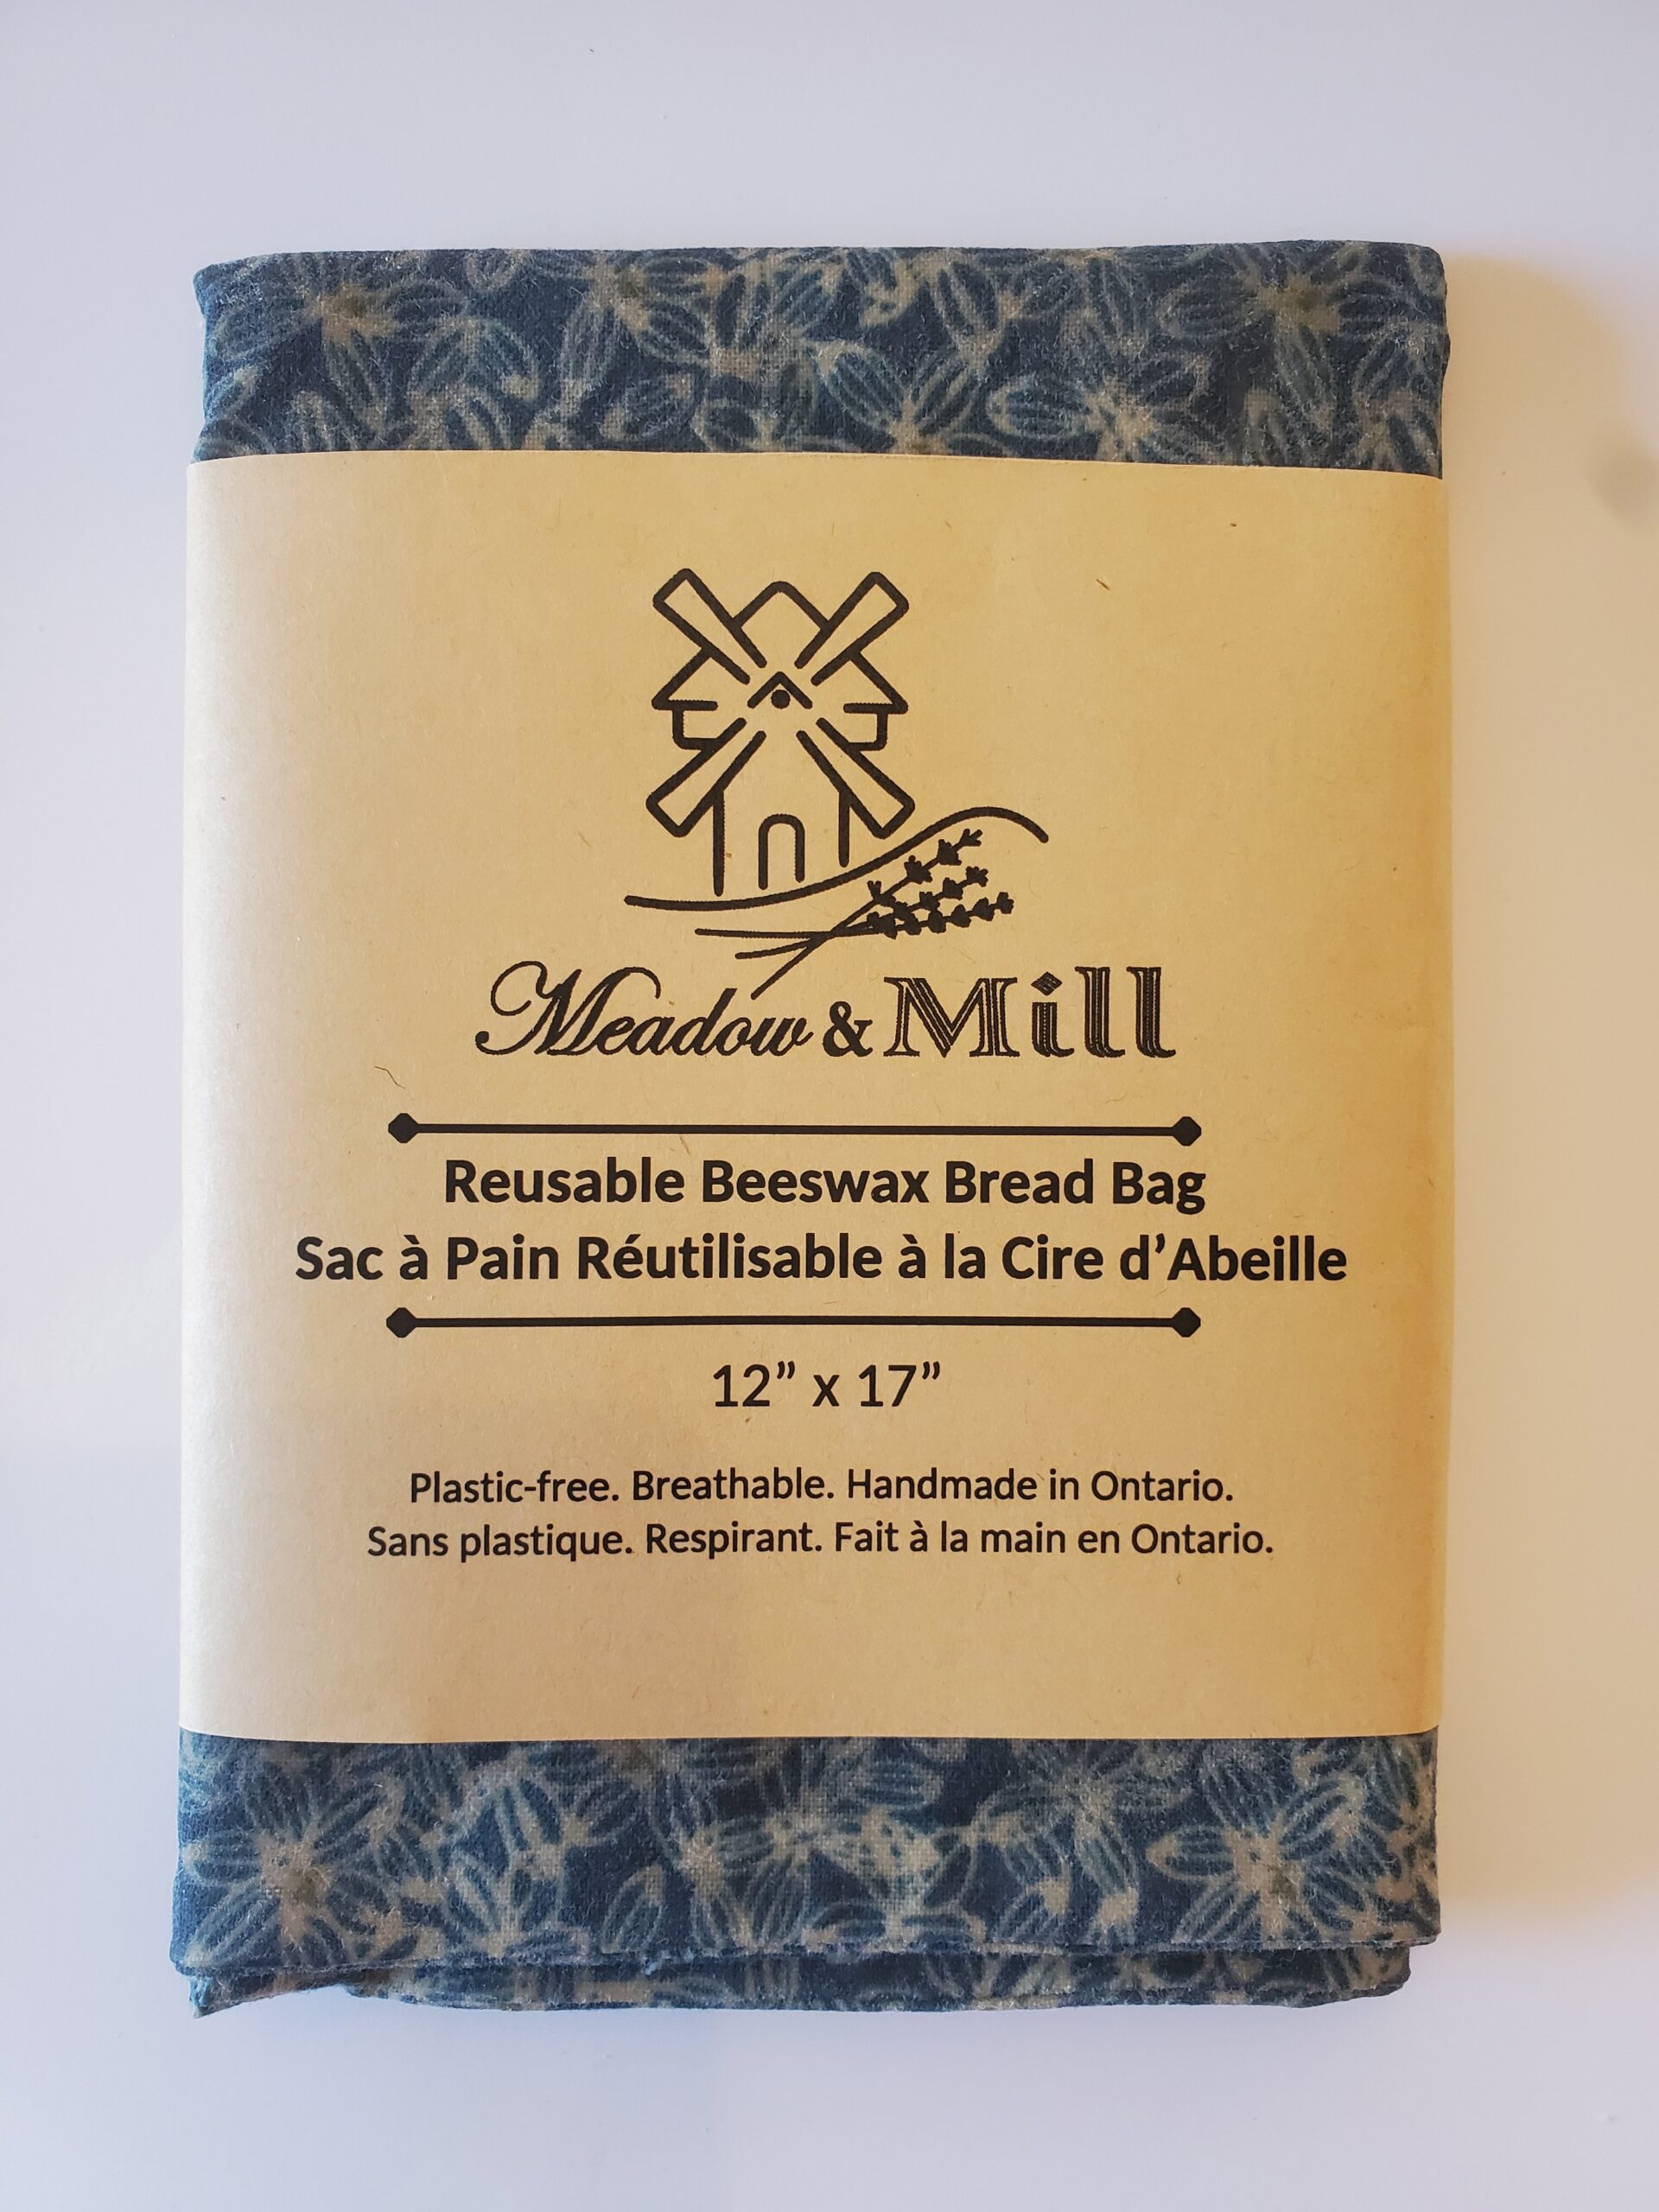 Meadow & Mill
Reusable Beeswax Bread Bag
Sac à Pain Réutilisable à la Cire d’Abeille
12” x 17”
Plastic-free. Breathable. Handmade in Ontario.
Sans plastique. Respirant. Fait à la main en Ontario.